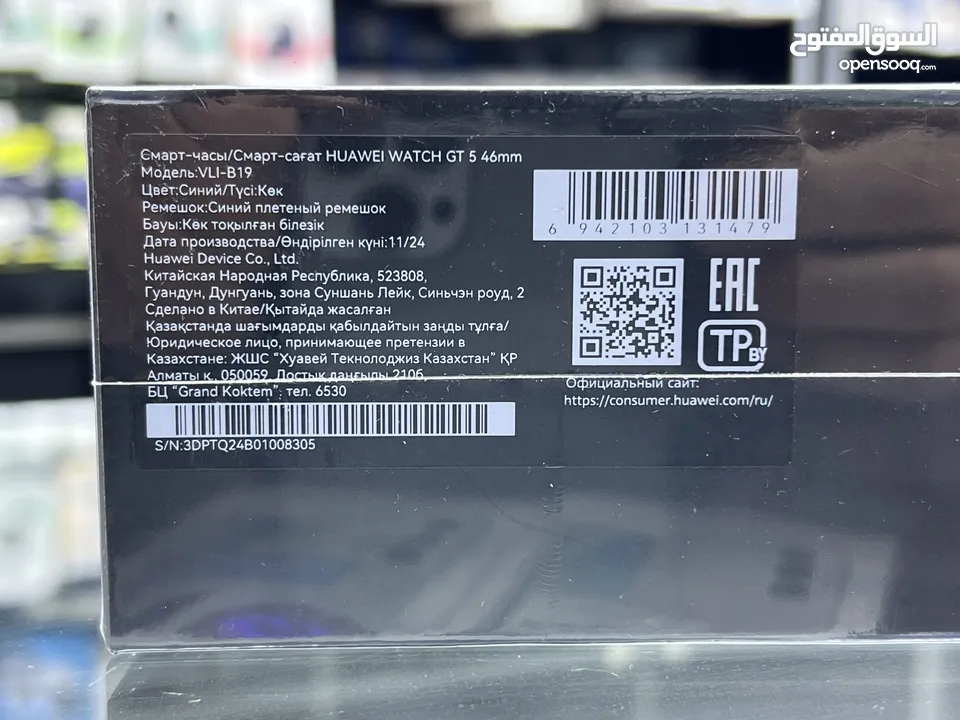 السوق المفتوح
opensooq.com
Смарт-часы/Смарт-сағат HUAWEI WATCH GT 5 46mm
Модель:VLI-B19
Цвет:Синий/Түсі:Көк
Ремешок:Синий плетеный ремешок
Бауы:Көк тоқылған білезік
Дата производства/Өндірілген күні:11/24
Huawei Device Co., Ltd.
Китайская Народная Республика, 523808,
Гуандун, Дунгуань, зона Суншань Лейк, Синьчэн роуд, 2
Сделано в Китае/Қытайда жасалған
Қазақстанда шағымдарды қабылдайтын заңды тұлға/
Юридическое лицо, принимающее претензии в
Казахстане: ЖШС "Хуавей Текнолоджиз Казахстан" ҚР
Алматы к., 050059, Достық даңғылы 210б,
БЦ "Grand Koktem", тел. 6530
S/N:3DPTQ24B01008305
6 942103 131479
EAC
TP BY
Официальный сайт:
https://consumer.huawei.com/ru/